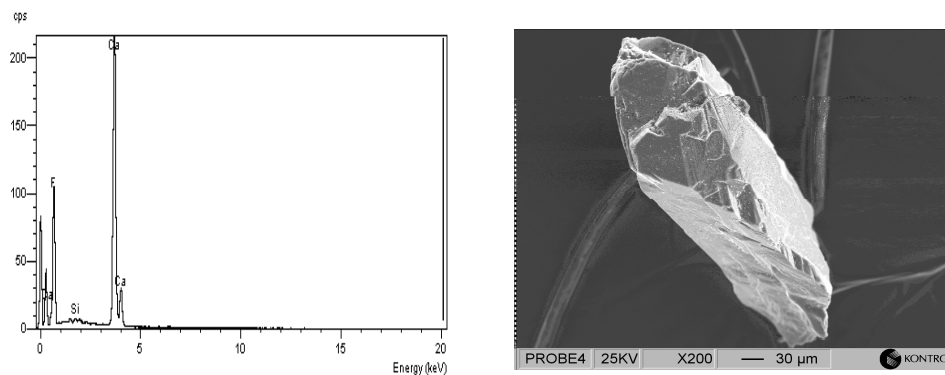 cps
200
150
100
50
0
Ca
F
Ca
Si
Ca
0 5 10 15 20
Energy (keV)
PROBE4 25KV X200 30 µm KONTRO